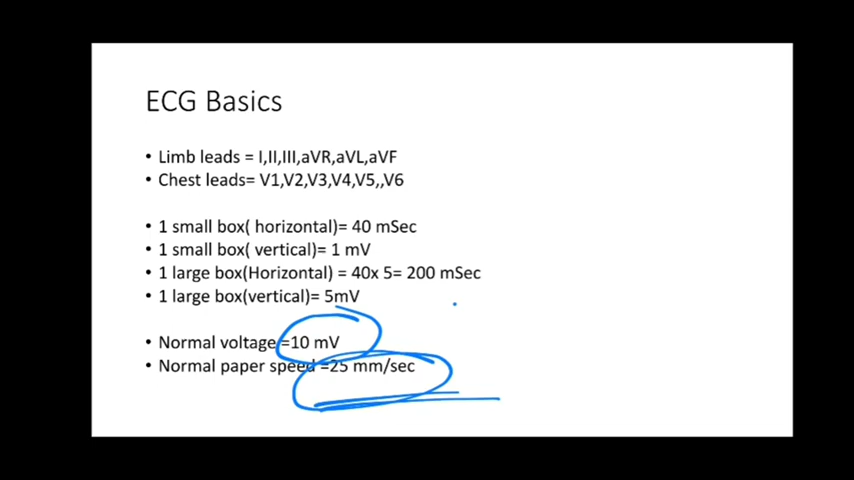 ECG Basics
• Limb leads = I,II,III,aVR,aVL,aVF
• Chest leads= V1,V2,V3,V4,V5,,V6
• 1 small box( horizontal)= 40 mSec
• 1 small box( vertical)= 1 mV
• 1 large box(Horizontal) = 40x 5= 200 mSec
• 1 large box(vertical)= 5mV
• Normal voltage =10 mV
• Normal paper speed =25 mm/sec